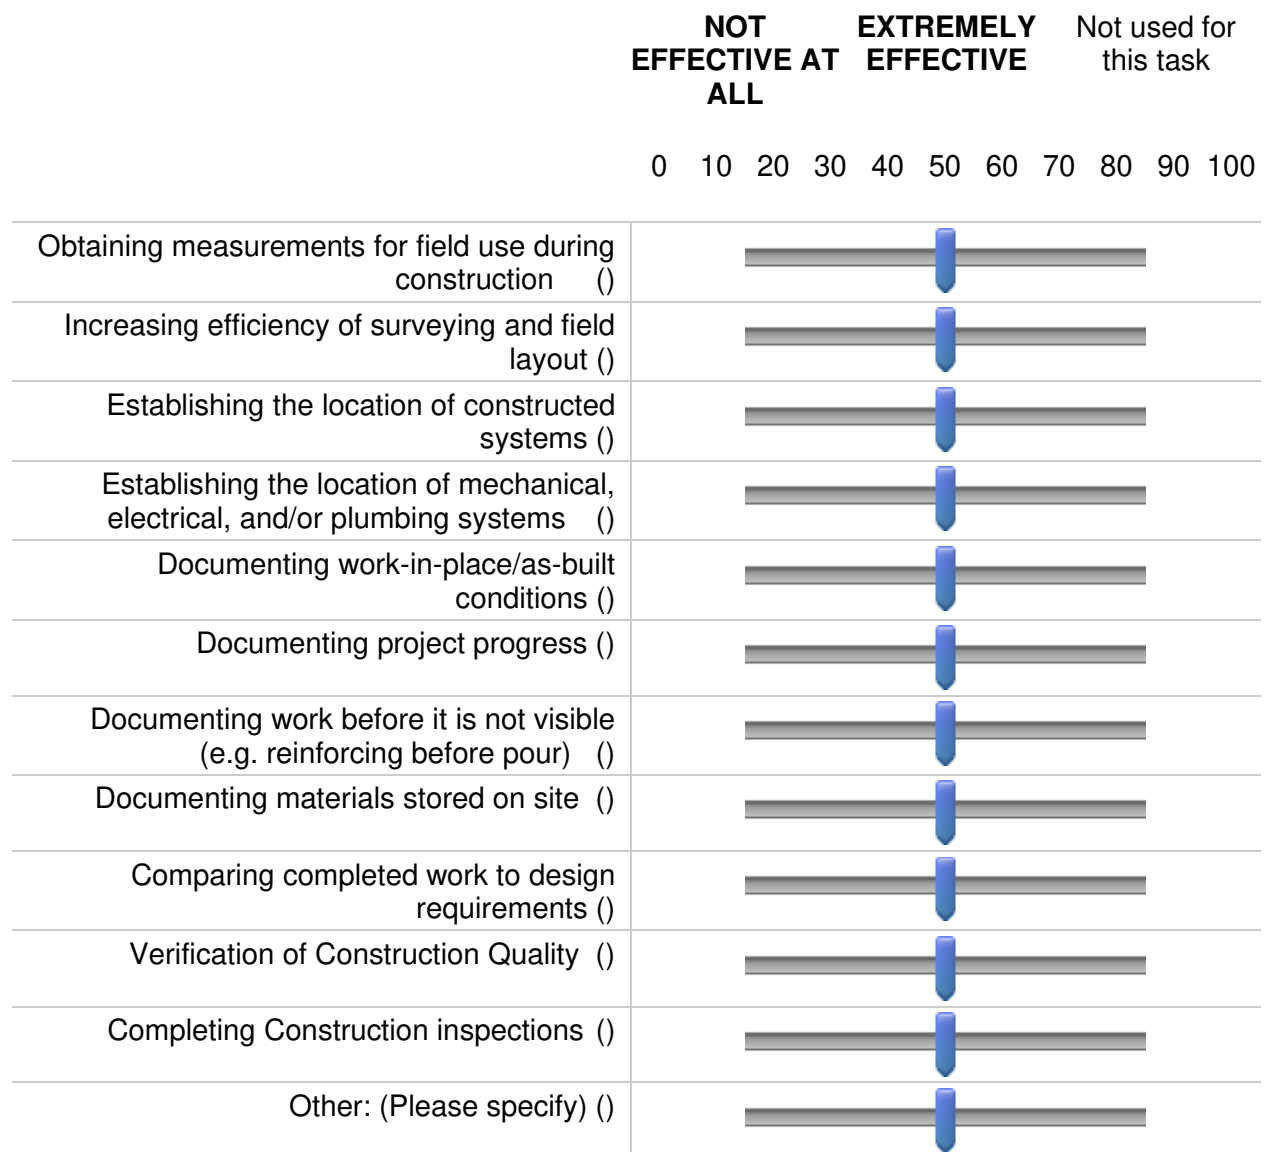 NOT EFFECTIVE AT ALL
EXTREMELY EFFECTIVE
Not used for this task
0 10 20 30 40 50 60 70 80 90 100
Obtaining measurements for field use during
construction ()
Increasing efficiency of surveying and field
layout ()
Establishing the location of constructed
systems ()
Establishing the location of mechanical,
electrical, and/or plumbing systems ()
Documenting work-in-place/as-built
conditions ()
Documenting project progress ()
Documenting work before it is not visible
(e.g. reinforcing before pour) ()
Documenting materials stored on site ()
Comparing completed work to design
requirements ()
Verification of Construction Quality ()
Completing Construction inspections ()
Other: (Please specify) ()